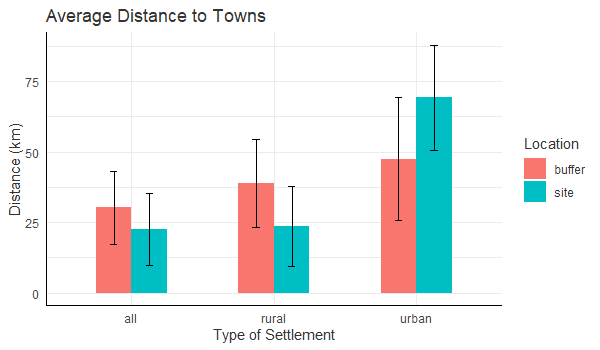 Average Distance to Towns
Distance (km)
75
50
25
0
all rural urban
Type of Settlement
Location
buffer
site